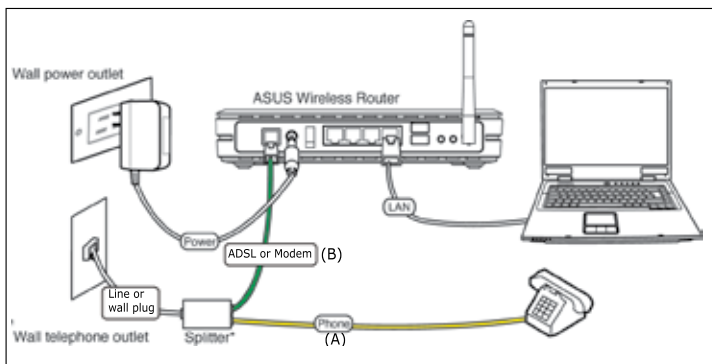 Wall power outlet
ASUS Wireless Router
LAN
Power
ADSL or Modem (B)
Line or
wall plug
Wall telephone outlet
Splitter*
Phone
(A)